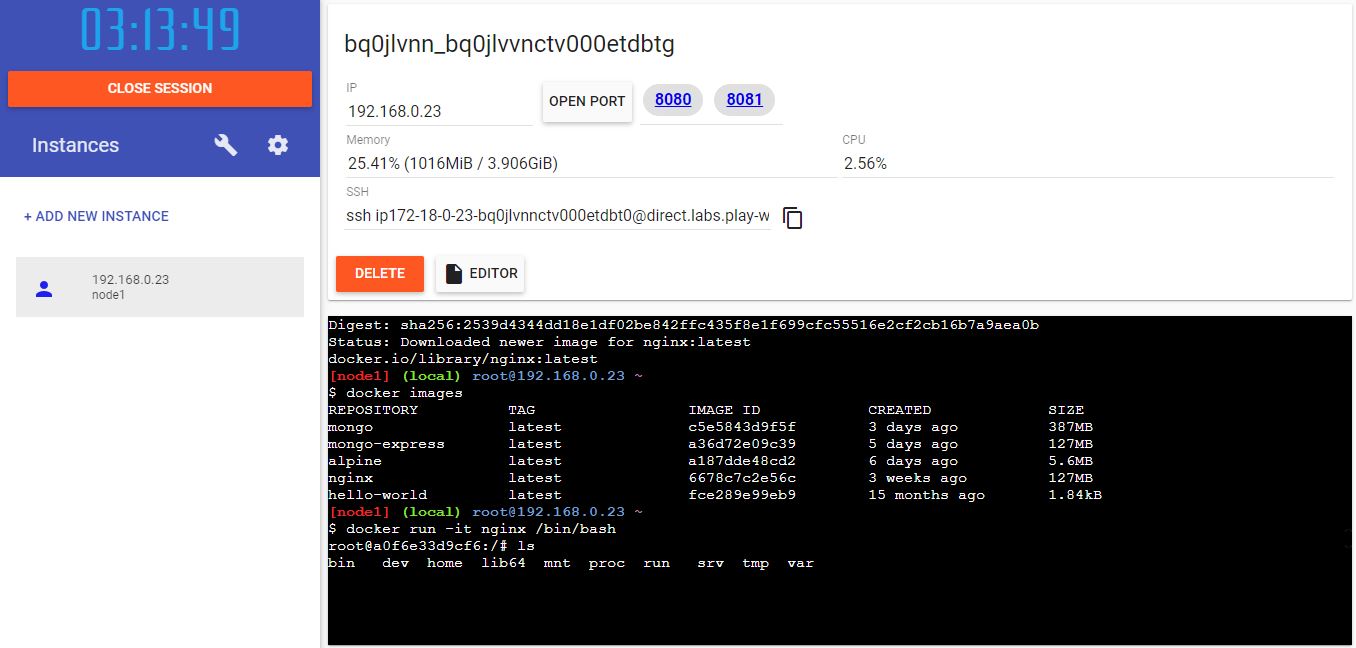 03:13:49
CLOSE SESSION
Instances
+ ADD NEW INSTANCE
192.168.0.23
node1
bq0jlvnn_bq0jlvvnctv000etdbtg
IP
192.168.0.23
OPEN PORT
8080
8081
Memory
25.41% (1016MiB / 3.906GiB)
CPU
2.56%
SSH
ssh ip172-18-0-23-bq0jlvnnctv000etdbt0@direct.labs.play-w
DELETE
EDITOR
Digest: sha256:2539d4344dd18e1df02be842ffc435f8e1f699cfc55516e2cf2cb16b7a9aea0b
Status: Downloaded newer image for nginx:latest
docker.io/library/nginx:latest
[node1] (local) root@192.168.0.23 ~
$ docker images
REPOSITORY TAG IMAGE ID CREATED SIZE
mongo latest c5e5843d9f5f 3 days ago 387MB
mongo-express latest a36d72e09c39 5 days ago 127MB
alpine latest a187dde48cd2 6 days ago 5.6MB
nginx latest 6678c7c2e56c 3 weeks ago 127MB
hello-world latest fce289e99eb9 15 months ago 1.84kB
[node1] (local) root@192.168.0.23 ~
$ docker run -it nginx /bin/bash
root@a0f6e33d9cf6:/# ls
bin dev home lib64 mnt proc run srv tmp var